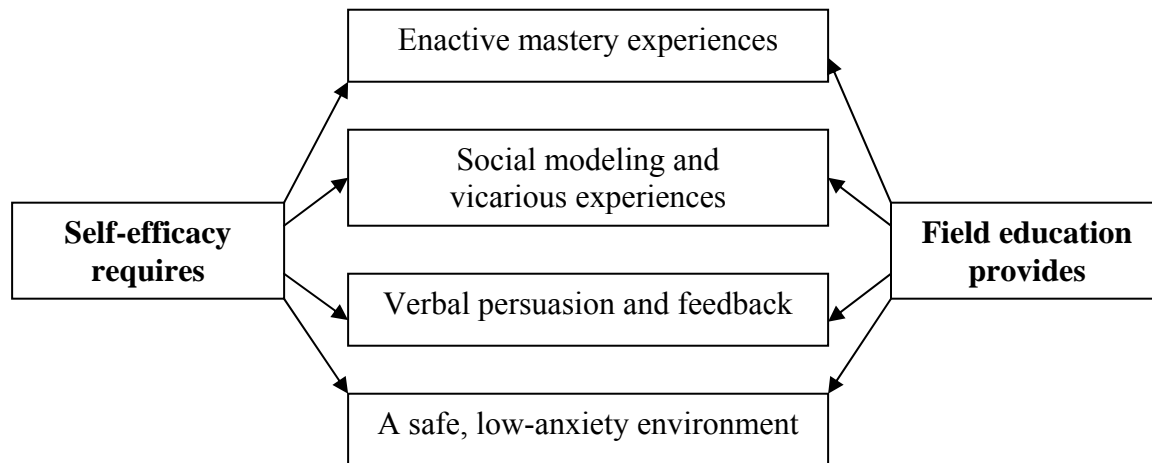 Enactive mastery experiences
Social modeling and
vicarious experiences
Self-efficacy
requires
Field education
provides
Verbal persuasion and feedback
A safe, low-anxiety environment